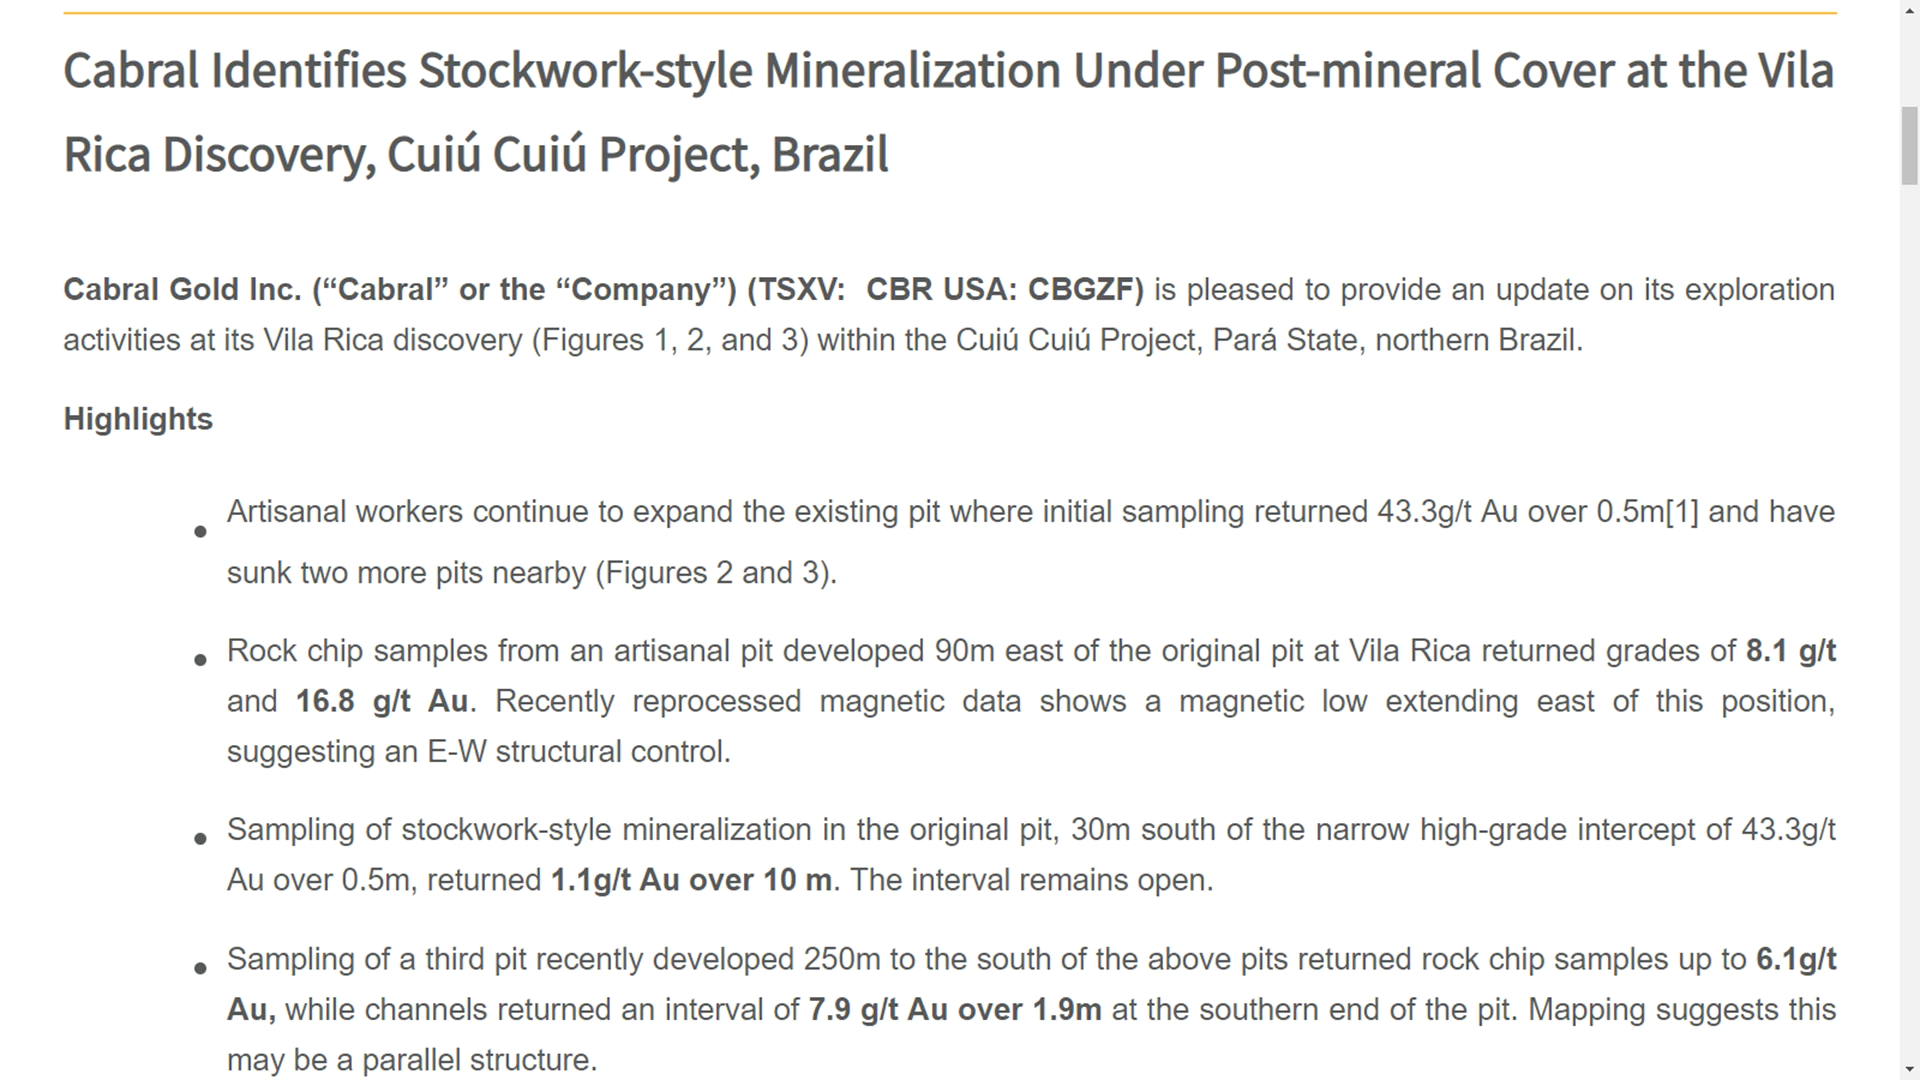 Cabral Identifies Stockwork-style Mineralization Under Post-mineral Cover at the Vila
Rica Discovery, Cuiú Cuiú Project, Brazil
Cabral Gold Inc. (“Cabral” or the “Company”) (TSXV:  CBR USA: CBGZF) is pleased to provide an update on its exploration
activities at its Vila Rica discovery (Figures 1, 2, and 3) within the Cuiú Cuiú Project, Pará State, northern Brazil.
Highlights
Artisanal workers continue to expand the existing pit where initial sampling returned 43.3g/t Au over 0.5m[1] and have
sunk two more pits nearby (Figures 2 and 3).
Rock chip samples from an artisanal pit developed 90m east of the original pit at Vila Rica returned grades of 8.1 g/t
and 16.8 g/t Au. Recently reprocessed magnetic data shows a magnetic low extending east of this position,
suggesting an E-W structural control.
Sampling of stockwork-style mineralization in the original pit, 30m south of the narrow high-grade intercept of 43.3g/t
Au over 0.5m, returned 1.1g/t Au over 10 m. The interval remains open.
Sampling of a third pit recently developed 250m to the south of the above pits returned rock chip samples up to 6.1g/t
Au, while channels returned an interval of 7.9 g/t Au over 1.9m at the southern end of the pit. Mapping suggests this
may be a parallel structure.